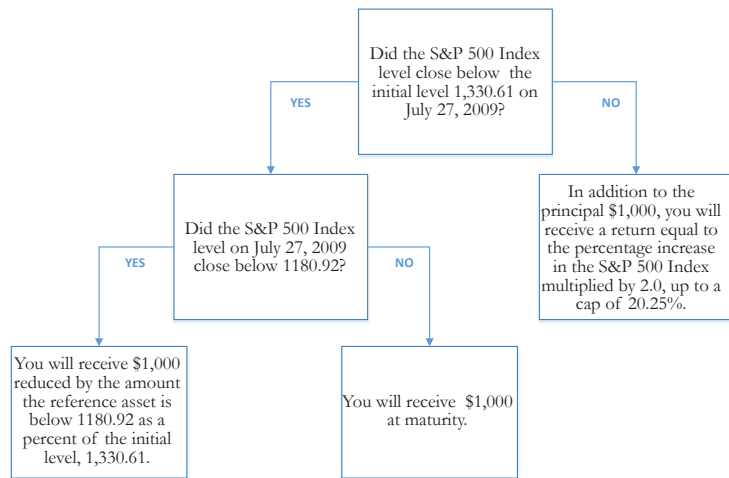 Did the S&P 500 Index
level close below the
initial level 1,330.61 on
July 27, 2009?
YES
NO
Did the S&P 500 Index
level on July 27, 2009
close below 1180.92?
In addition to the
principal $1,000, you will
receive a return equal to
the percentage increase
in the S&P 500 Index
multiplied by 2.0, up to a
cap of 20.25%.
YES
NO
You will receive $1,000
reduced by the amount
the reference asset is
below 1180.92 as a
percent of the initial
level, 1,330.61.
You will receive $1,000
at maturity.